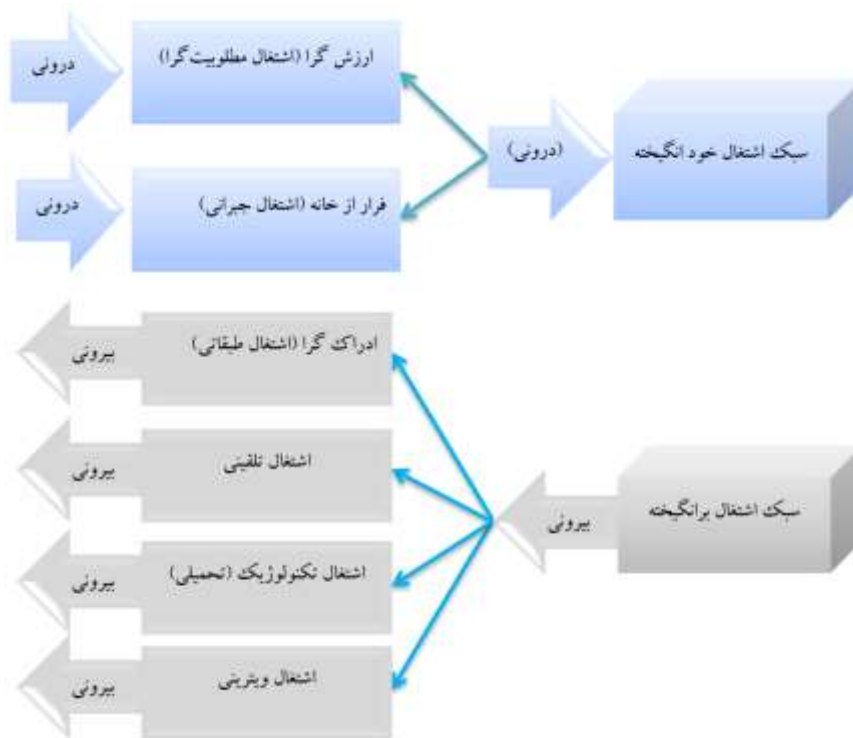 سبک اشتغال خود انگیخته
(درونی)
ارزش گرا (اشتغال مطلوبیت‌گرا)
درونی
فرار از خانه (اشتغال جبرانی)
درونی
سبک اشتغال برانگیخته
بیرونی
ادراک گرا (اشتغال طبقاتی)
بیرونی
اشتغال تلقینی
بیرونی
اشتغال تکنولوژیک (تحمیلی)
بیرونی
اشتغال ویترینی
بیرونی